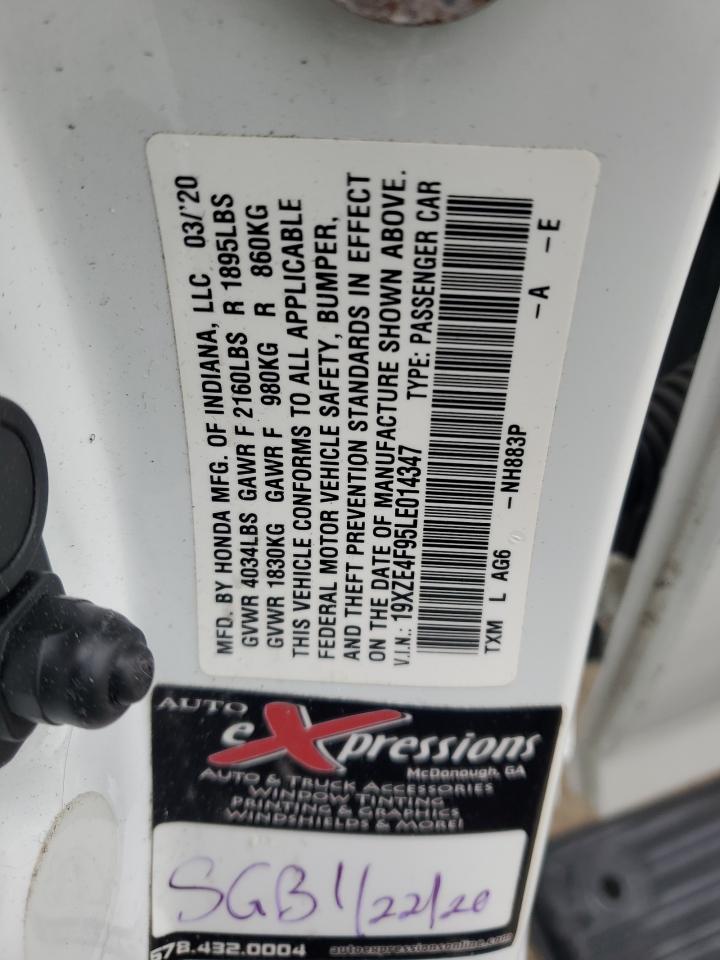 MFD. BY HONDA MFG. OF INDIANA, LLC 03/'20
GVWR 4034LBS GAWR F 2160LBS R 1895LBS
GVWR 1830KG GAWR F 980KG R 860KG
THIS VEHICLE CONFORMS TO ALL APPLICABLE
FEDERAL MOTOR VEHICLE SAFETY, BUMPER,
AND THEFT PREVENTION STANDARDS IN EFFECT
ON THE DATE OF MANUFACTURE SHOWN ABOVE.
V.I.N.: 19XZE4F95LE014347 TYPE: PASSENGER CAR
TXM L AG6 -NH883P -A -E
AUTO
eXpressions
McDonough, GA
AUTO & TRUCK ACCESSORIES
WINDOW TINTING
PRINTING & GRAPHICS
WINDSHIELDS & MORE!
SGB 1/22/20
678.432.0004 autoexpressionsonline.com